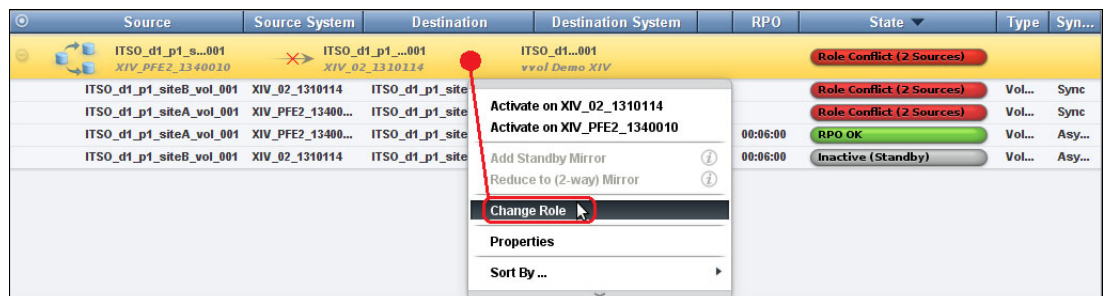 Source Source System Destination Destination System RPO State Type Syn...
ITSO_d1_p1_s...001 ITSO_d1_p1_...001 ITSO_d1...001 Role Conflict (2 Sources)
XIV_PFE2_1340010 XIV_02_1310114 vvol Demo XIV
ITSO_d1_p1_siteB_vol_001 XIV_02_1310114 ITSO_d1_p1_site Role Conflict (2 Sources) Vol... Sync
ITSO_d1_p1_siteA_vol_001 XIV_PFE2_13400... ITSO_d1_p1_site Role Conflict (2 Sources) Vol... Sync
ITSO_d1_p1_siteA_vol_001 XIV_PFE2_13400... ITSO_d1_p1_site 00:06:00 RPO OK Vol... Asy...
ITSO_d1_p1_siteB_vol_001 XIV_02_1310114 ITSO_d1_p1_site 00:06:00 Inactive (Standby) Vol... Asy...
Activate on XIV_02_1310114
Activate on XIV_PFE2_1340010
Add Standby Mirror
Reduce to (2-way) Mirror
Change Role
Properties
Sort By ...